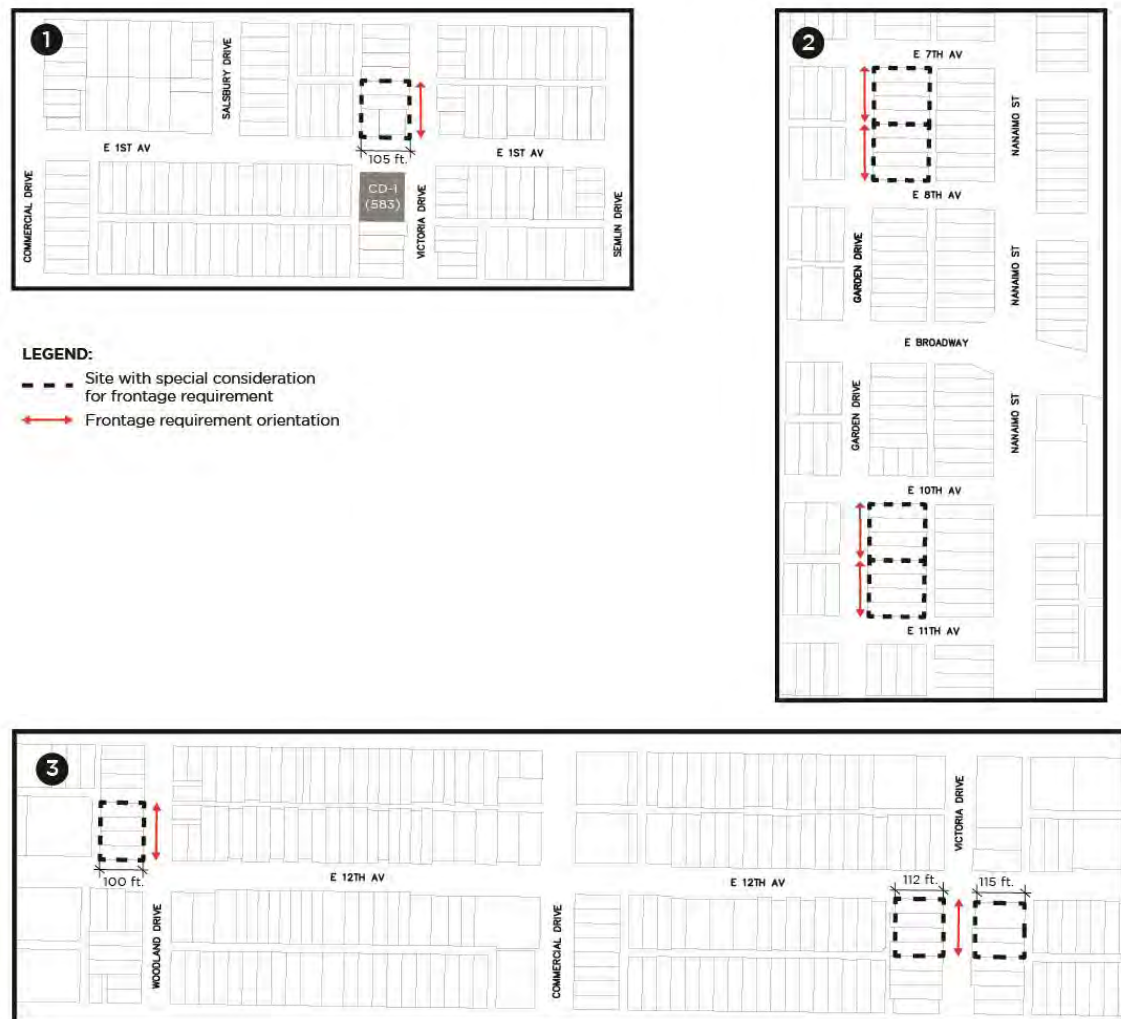 1
SALSBURY DRIVE
E 1ST AV
105 ft.
E 1ST AV
COMMERCIAL DRIVE
CD-1
(583)
VICTORIA DRIVE
SEMLIN DRIVE
LEGEND:
Site with special consideration
for frontage requirement
Frontage requirement orientation
2
E 7TH AV
NANAIMO ST
E 8TH AV
GARDEN DRIVE
NANAIMO ST
E BROADWAY
GARDEN DRIVE
NANAIMO ST
E 10TH AV
E 11TH AV
3
VICTORIA DRIVE
100 ft.
E 12TH AV
E 12TH AV
112 ft.
115 ft.
WOODLAND DRIVE
COMMERCIAL DRIVE